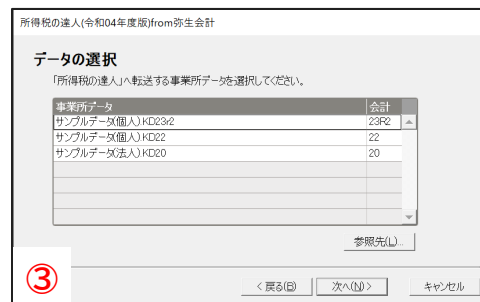 所得税の達人(令和04年度版)from弥生会計
データの選択
「所得税の達人」へ転送する事業所データを選択してください。
事業所データ 会計
サンプルデータ(個人).KD23r2 23R2
サンプルデータ(個人).KD22 22
サンプルデータ(法人).KD20 20
参照先(L)...
③
< 戻る(B) 次へ(N) > キャンセル